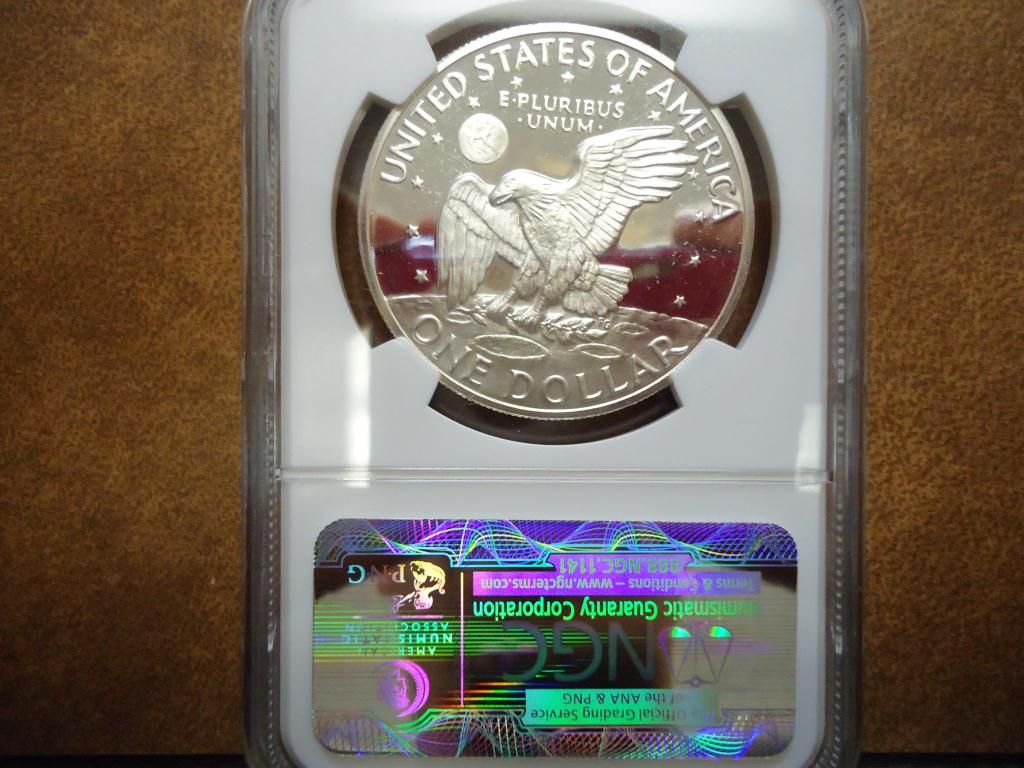 UNITED STATES OF AMERICA
E·PLURIBUS
·UNUM·
ONE DOLLAR
Official Grading Service
of the ANA & PNG
NGC
Numismatic Guaranty Corporation
Terms & Conditions – www.ngcterms.com
888.NGC.1141
AMERICAN
NUMISMATIC
ASSOCIATION
PNG